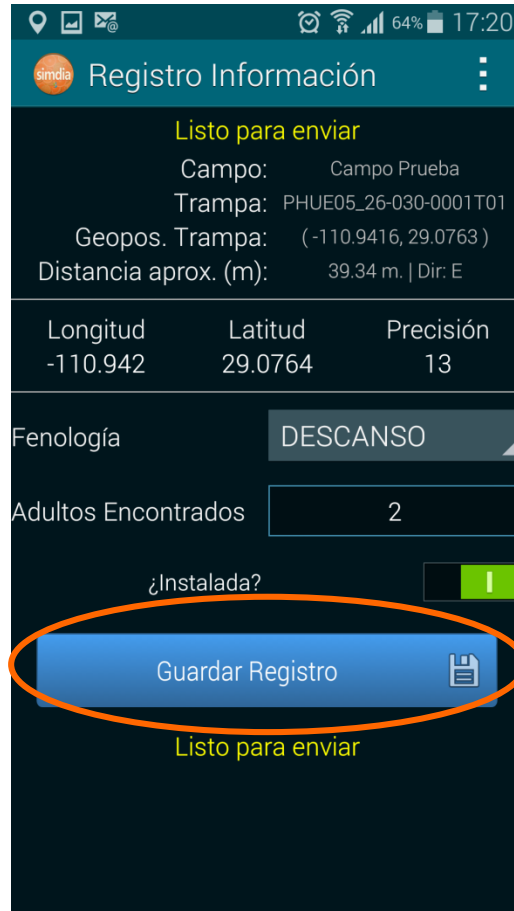 64% 17:20
simdia Registro Información
Listo para enviar
Campo: Campo Prueba
Trampa: PHUE05_26-030-0001T01
Geopos. Trampa: (-110.9416, 29.0763)
Distancia aprox. (m): 39.34 m. | Dir: E
Longitud Latitud Precisión
-110.942 29.0764 13
Fenología DESCANSO
Adultos Encontrados 2
¿Instalada? I
Guardar Registro
Listo para enviar